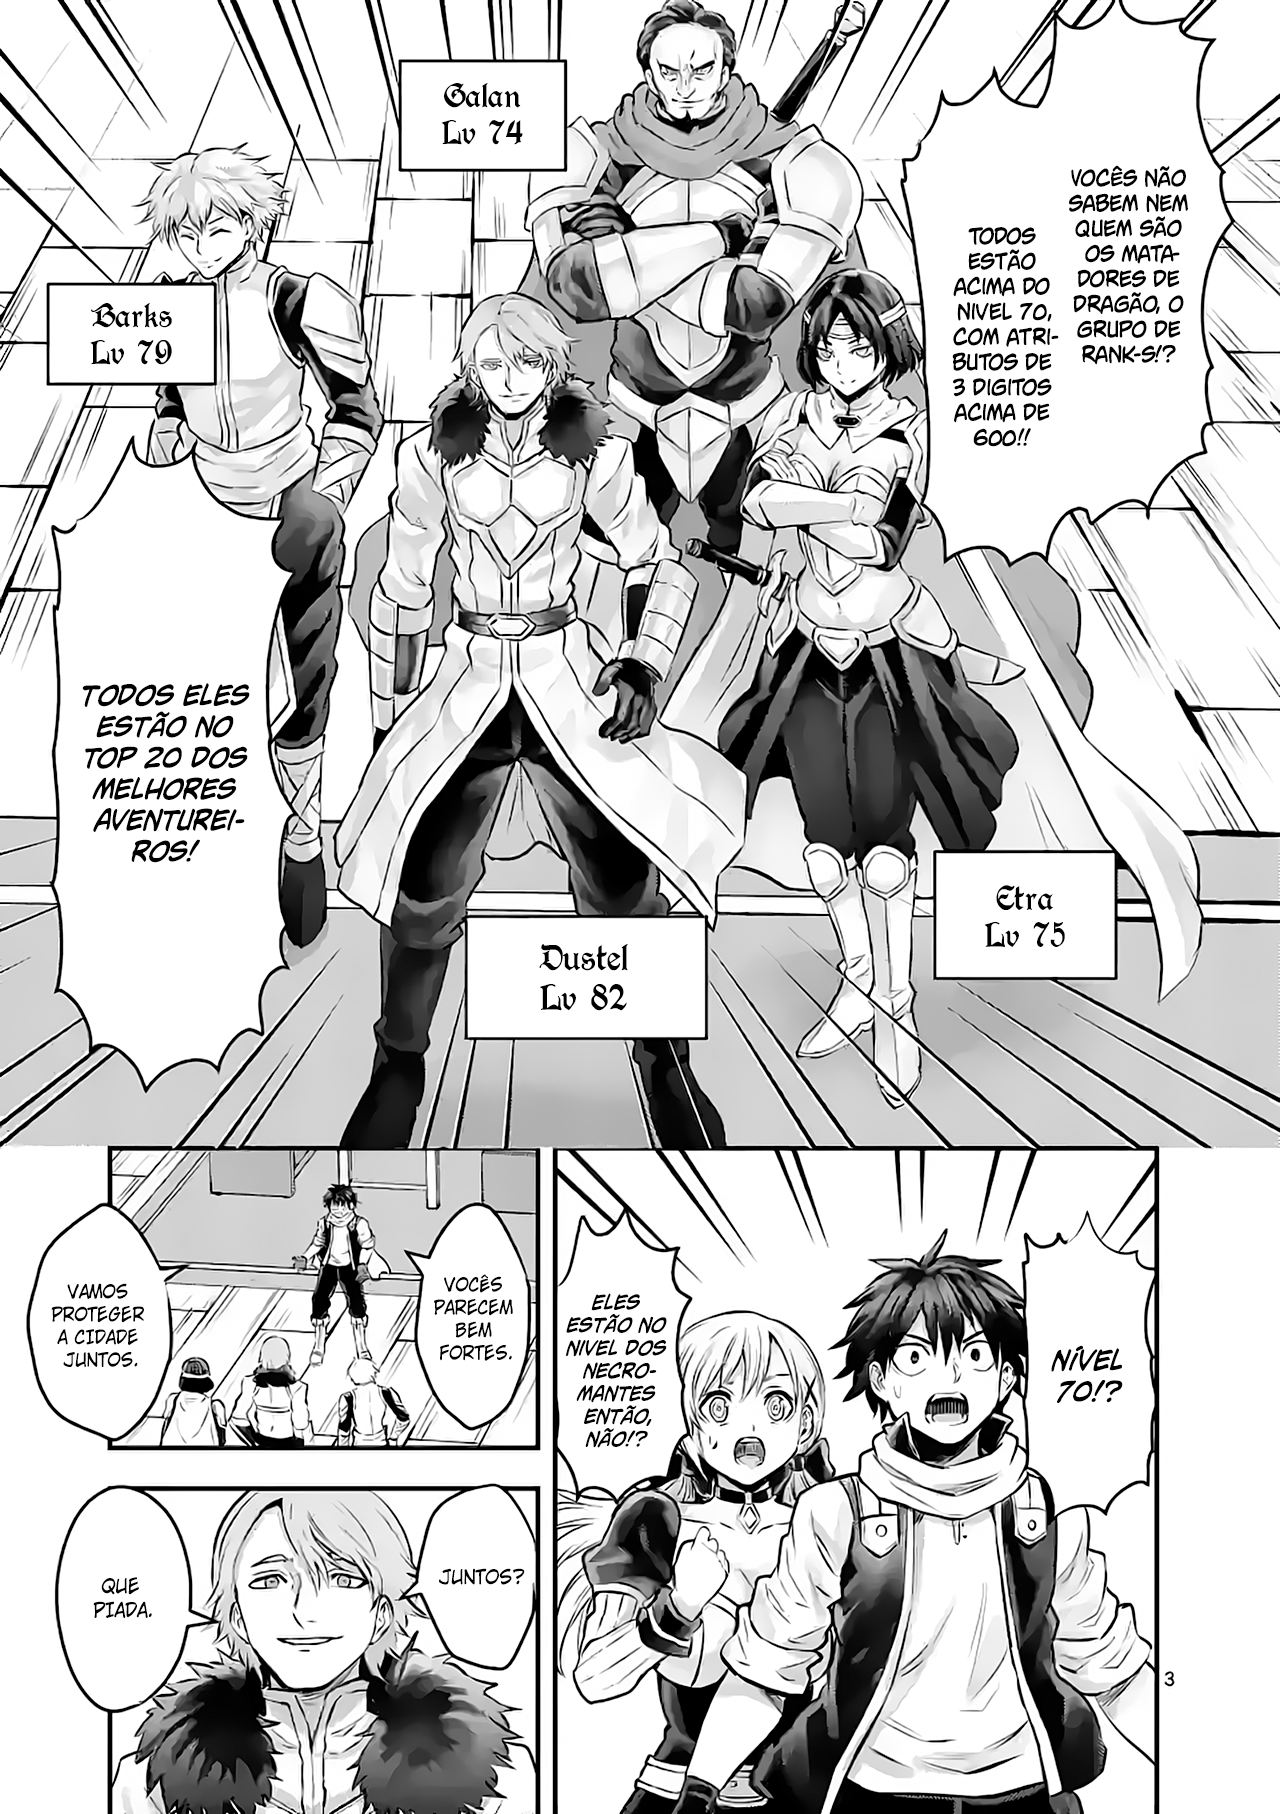 VOCÊS NÃO
SABEM NEM
QUEM SÃO
OS MATA-
DORES DE
DRAGÃO, O
GRUPO DE
RANK-S!?
TODOS
ESTÃO
ACIMA DO
NIVEL 70,
COM ATRI-
BUTOS DE
3 DIGITOS
ACIMA DE
600!!
Galan
Lv 74
Barks
Lv 79
Etra
Lv 75
Dustel
Lv 82
TODOS ELES
ESTÃO NO
TOP 20 DOS
MELHORES
AVENTUREI-
ROS!
NÍVEL
70!?
ELES
ESTÃO NO
NIVEL DOS
NECRO-
MANTES
ENTÃO,
NÃO!?
VOCÊS
PARECEM
BEM
FORTES.
VAMOS
PROTEGER
A CIDADE
JUNTOS.
JUNTOS?
QUE
PIADA.
3